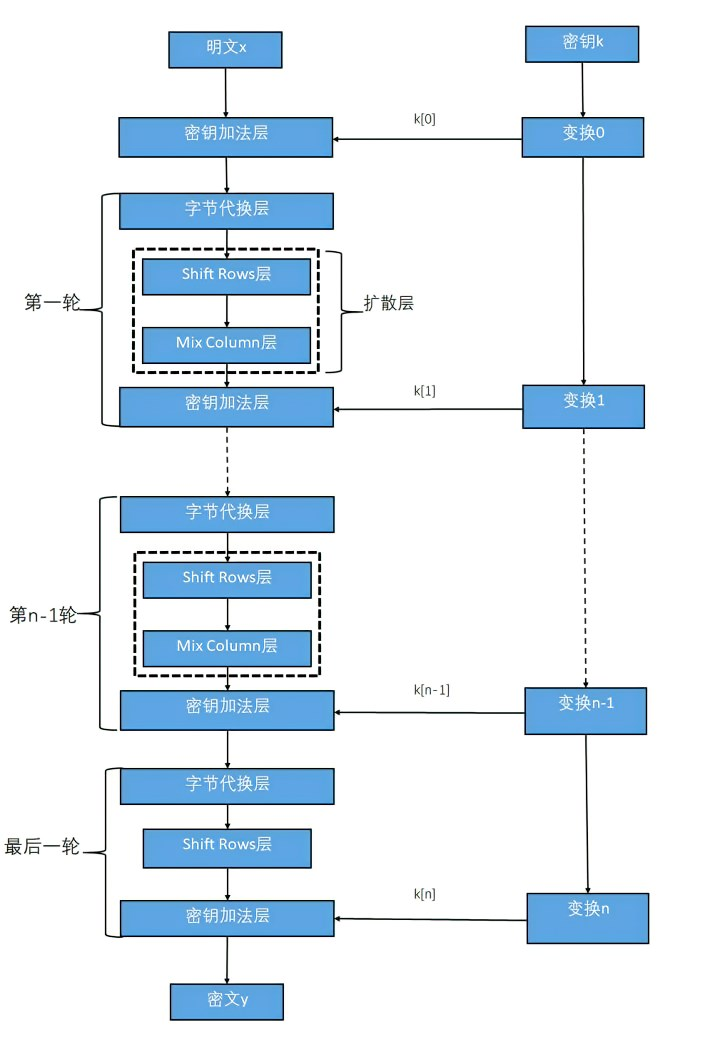 明文x
密钥k
密钥加法层
k[0]
变换0
字节代换层
Shift Rows层
第一轮
扩散层
Mix Column层
密钥加法层
k[1]
变换1
字节代换层
Shift Rows层
第n-1轮
Mix Column层
密钥加法层
k[n-1]
变换n-1
字节代换层
Shift Rows层
最后一轮
密钥加法层
k[n]
变换n
密文y